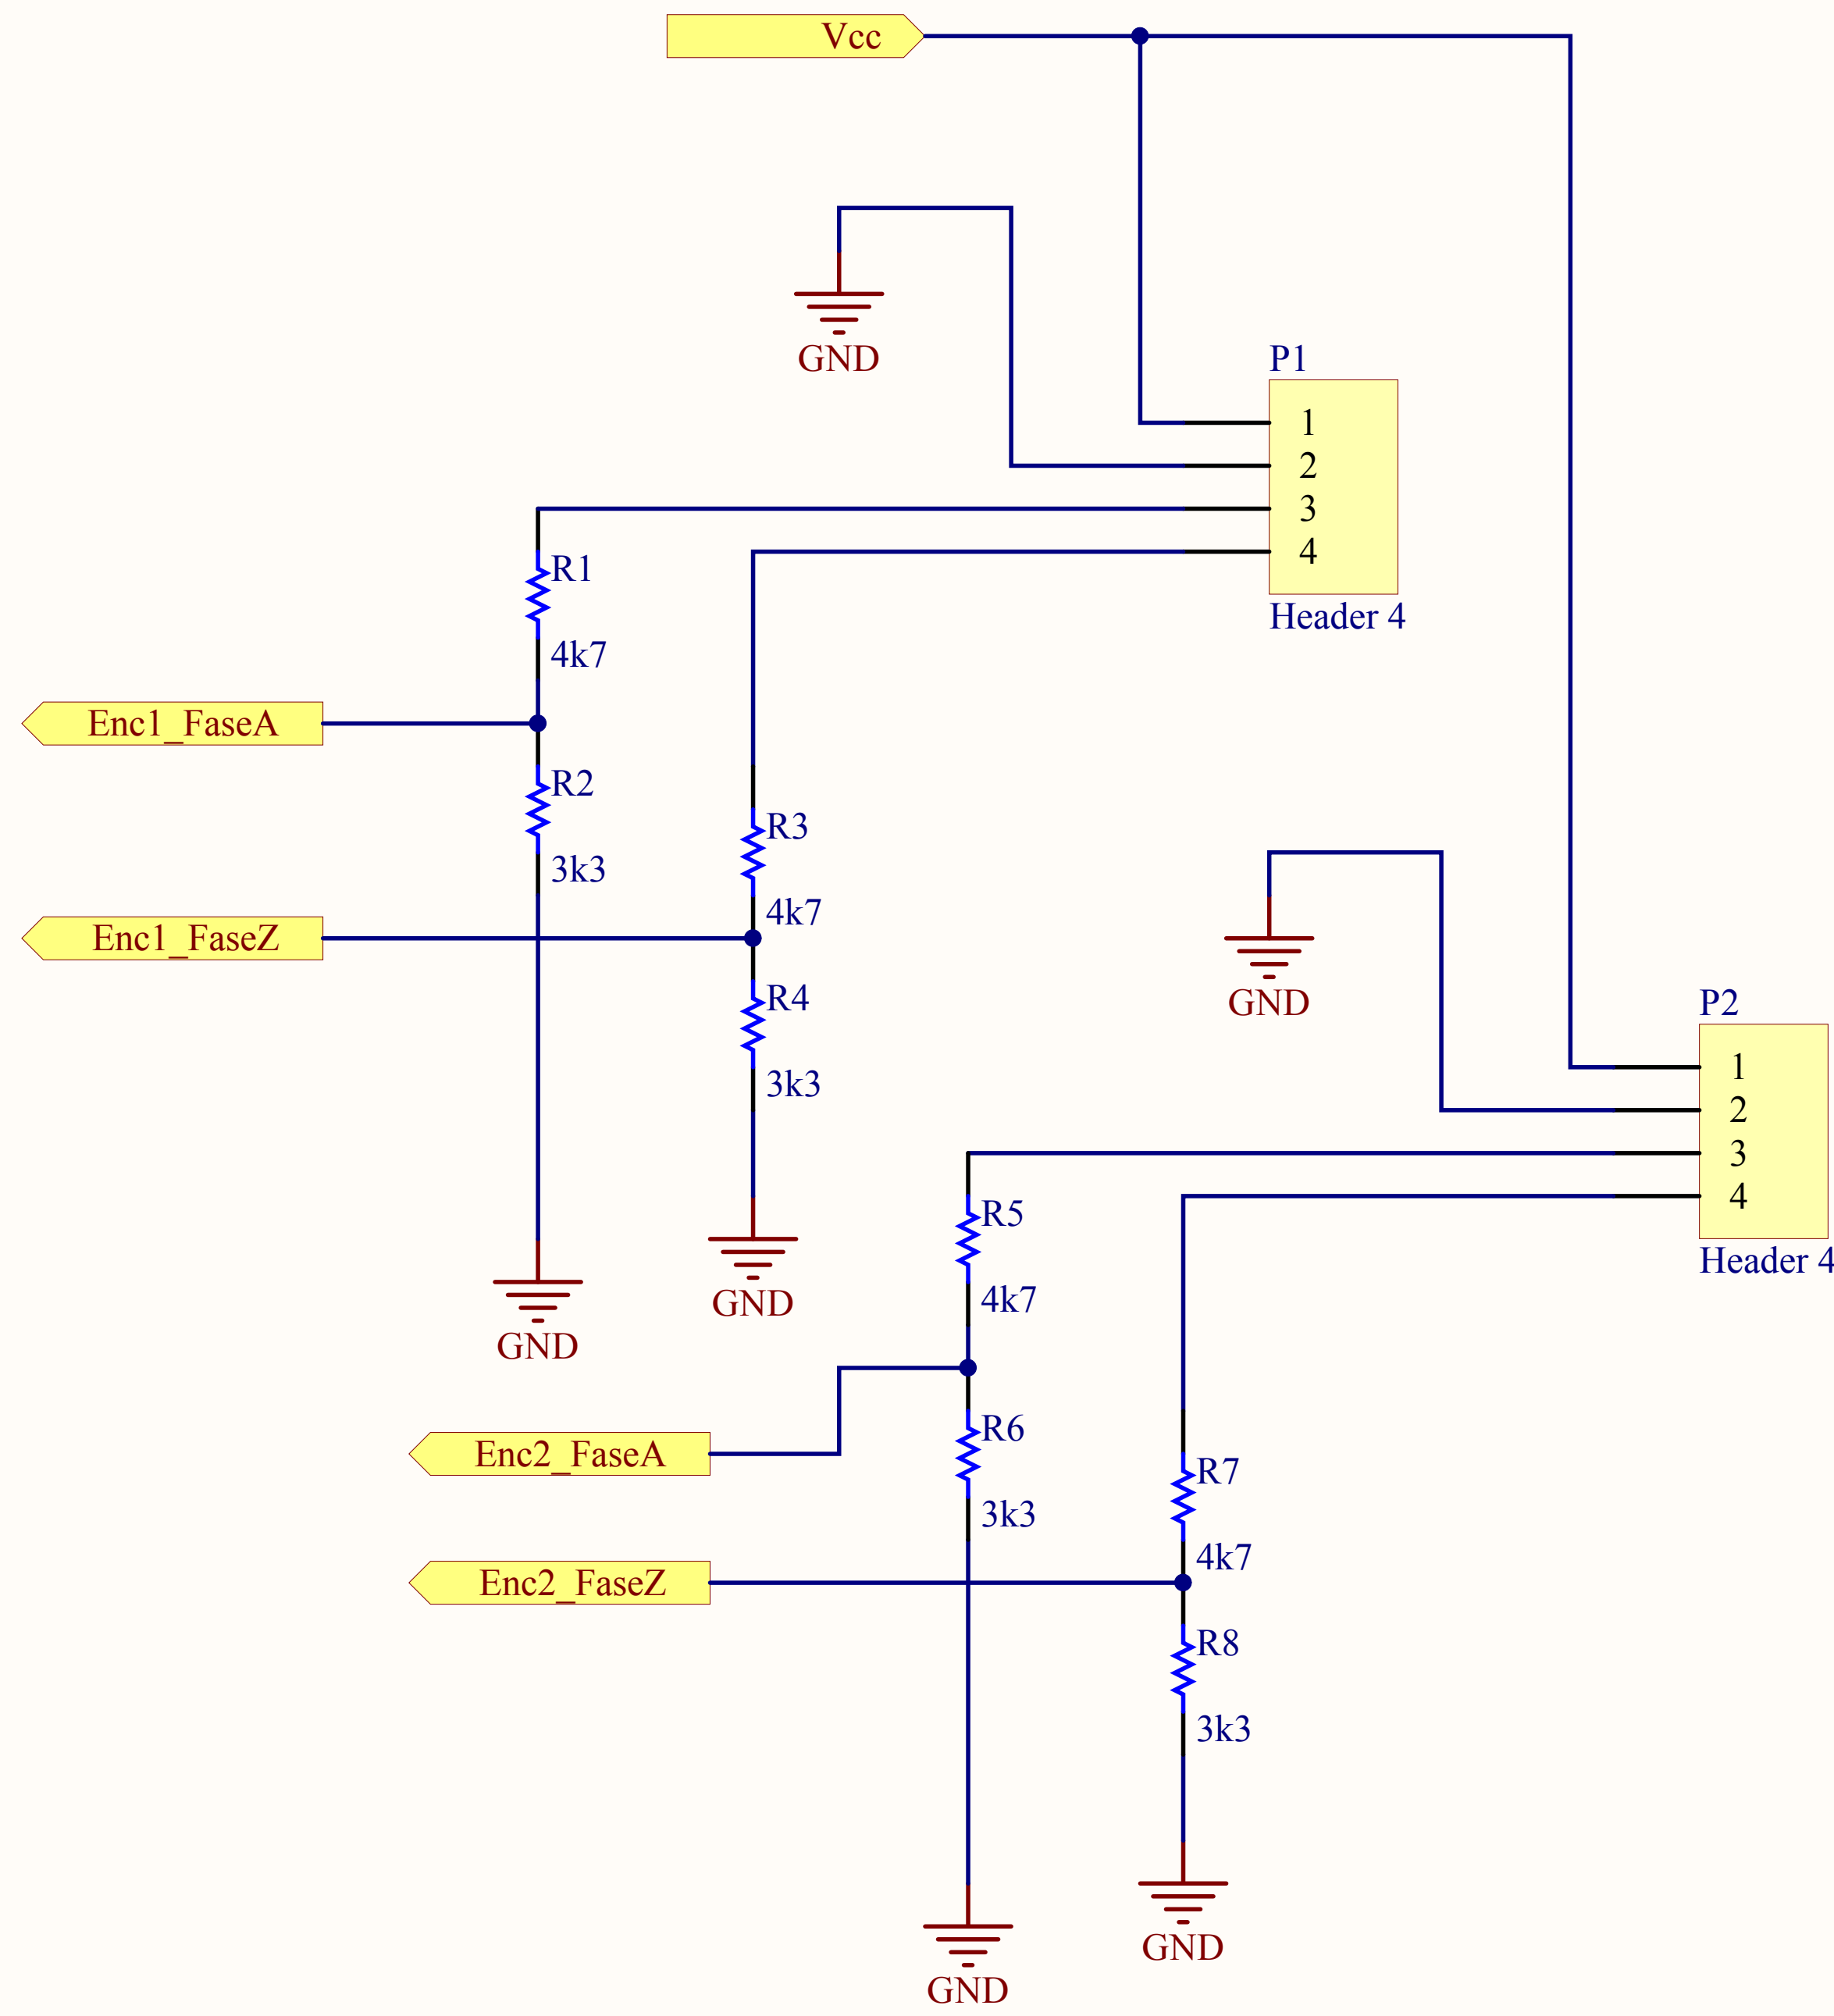 Vcc
GND
P1
1
2
3
4
Header 4
R1
4k7
Enc1_FaseA
R2
3k3
R3
4k7
Enc1_FaseZ
R4
3k3
GND
GND
GND
P2
1
2
3
4
Header 4
R5
4k7
Enc2_FaseA
R6
3k3
R7
4k7
Enc2_FaseZ
R8
3k3
GND
GND